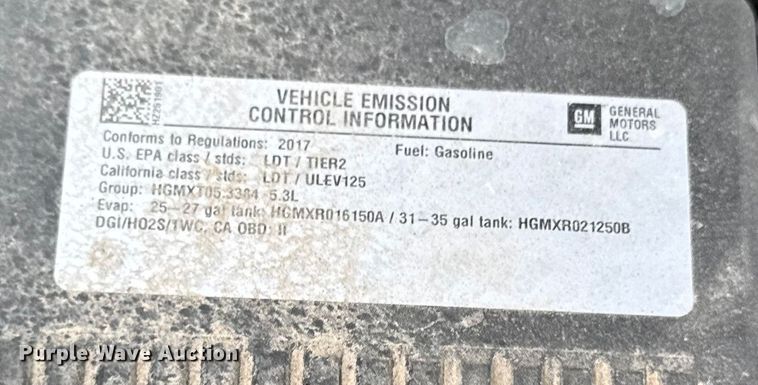 VEHICLE EMISSION
CONTROL INFORMATION
GM GENERAL
MOTORS
LLC
Conforms to Regulations: 2017 Fuel: Gasoline
U.S. EPA class / stds: LDT / TIER2
California class / stds: LDT / ULEV125
Group: HGMXT05.3384 5.3L
Evap: 25-27 gal tank: HGMXR016150A / 31-35 gal tank: HGMXR021250B
DGI/HO2S/TWC, CA OBD: II
Purple Wave Auction